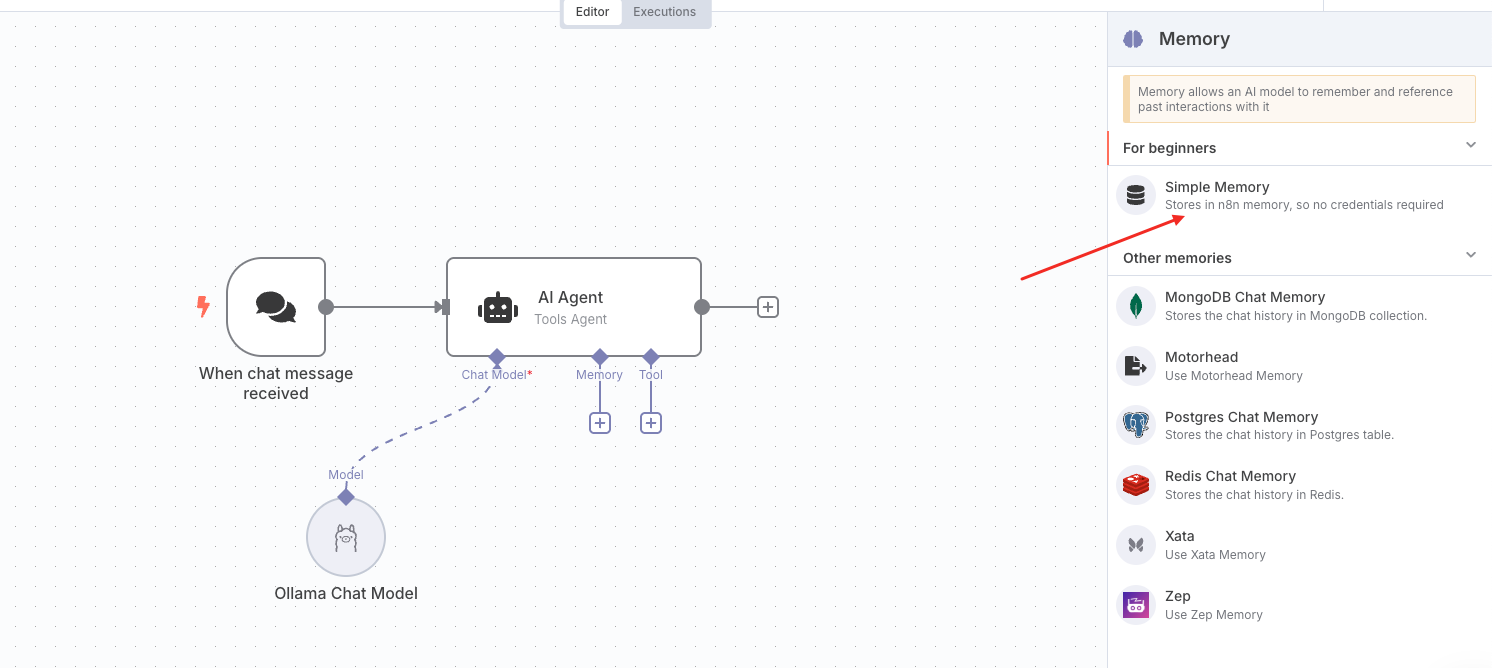 Editor
Executions
When chat message
received
AI Agent
Tools Agent
Chat Model*
Memory
Tool
Model
Ollama Chat Model
Memory
Memory allows an AI model to remember and reference
past interactions with it
For beginners
Simple Memory
Stores in n8n memory, so no credentials required
Other memories
MongoDB Chat Memory
Stores the chat history in MongoDB collection.
Motorhead
Use Motorhead Memory
Postgres Chat Memory
Stores the chat history in Postgres table.
Redis Chat Memory
Stores the chat history in Redis.
Xata
Use Xata Memory
Zep
Use Zep Memory